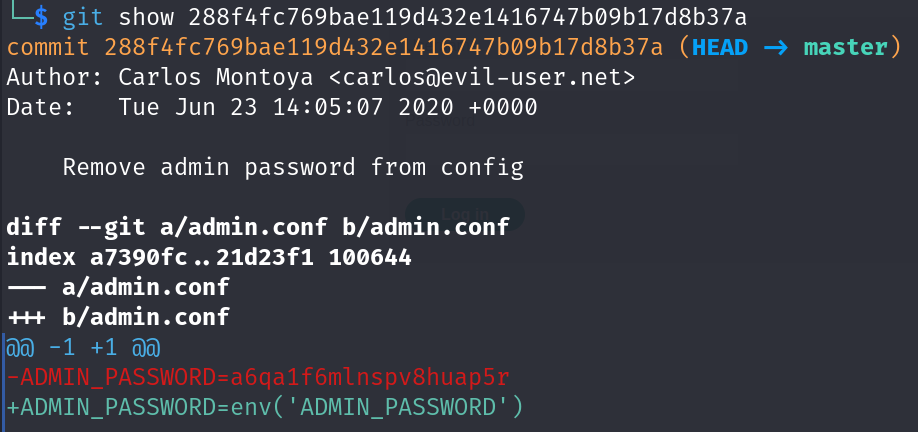 └─$ git show 288f4fc769bae119d432e1416747b09b17d8b37a
commit 288f4fc769bae119d432e1416747b09b17d8b37a (HEAD -> master)
Author: Carlos Montoya <carlos@evil-user.net>
Date:   Tue Jun 23 14:05:07 2020 +0000

    Remove admin password from config

Log in
diff --git a/admin.conf b/admin.conf
index a7390fc..21d23f1 100644
--- a/admin.conf
+++ b/admin.conf
@@ -1 +1 @@
-ADMIN_PASSWORD=a6qa1f6mlnspv8huap5r
+ADMIN_PASSWORD=env('ADMIN_PASSWORD')